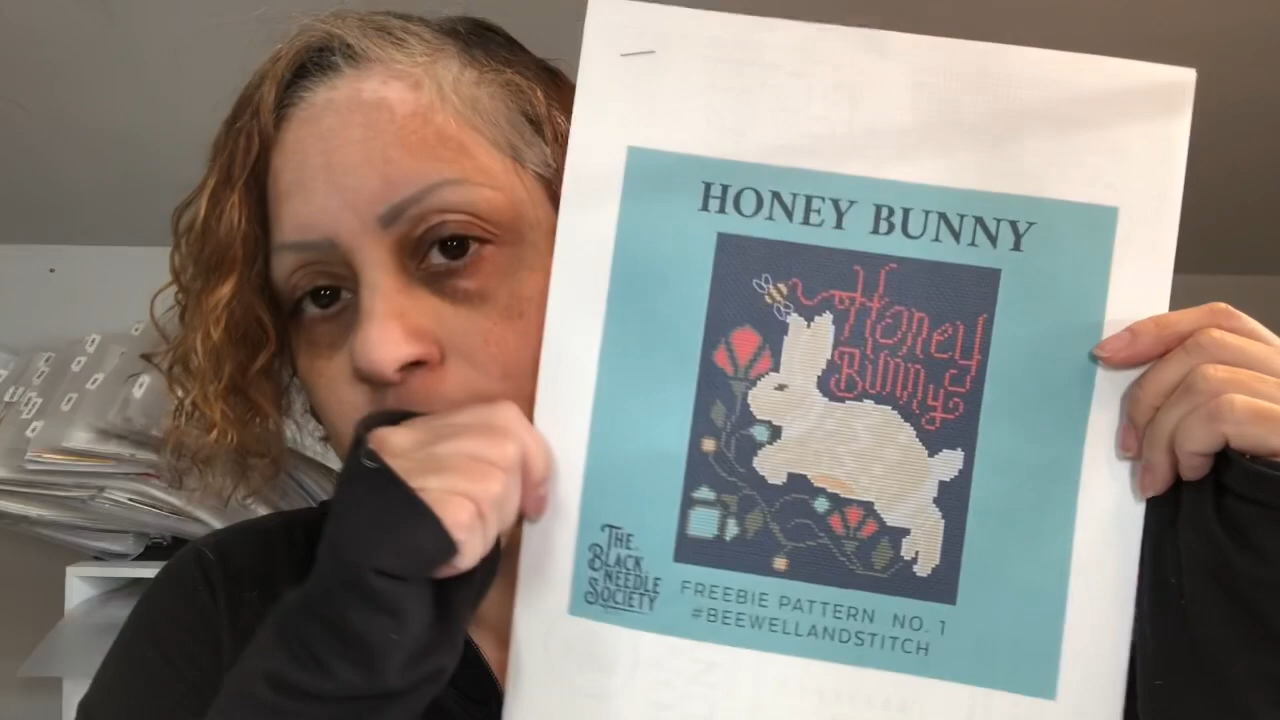 HONEY BUNNY
Honey
Bunny
THE
BLACK
NEEDLE
SOCIETY
FREEBIE PATTERN NO. 1
#BEEWELLANDSTITCH